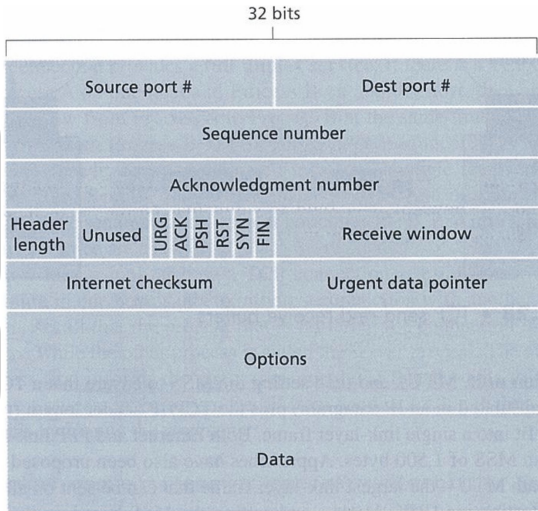 32 bits
Source port #
Dest port #
Sequence number
Acknowledgment number
Header
length
Unused
URG
ACK
PSH
RST
SYN
FIN
Receive window
Internet checksum
Urgent data pointer
Options
Data